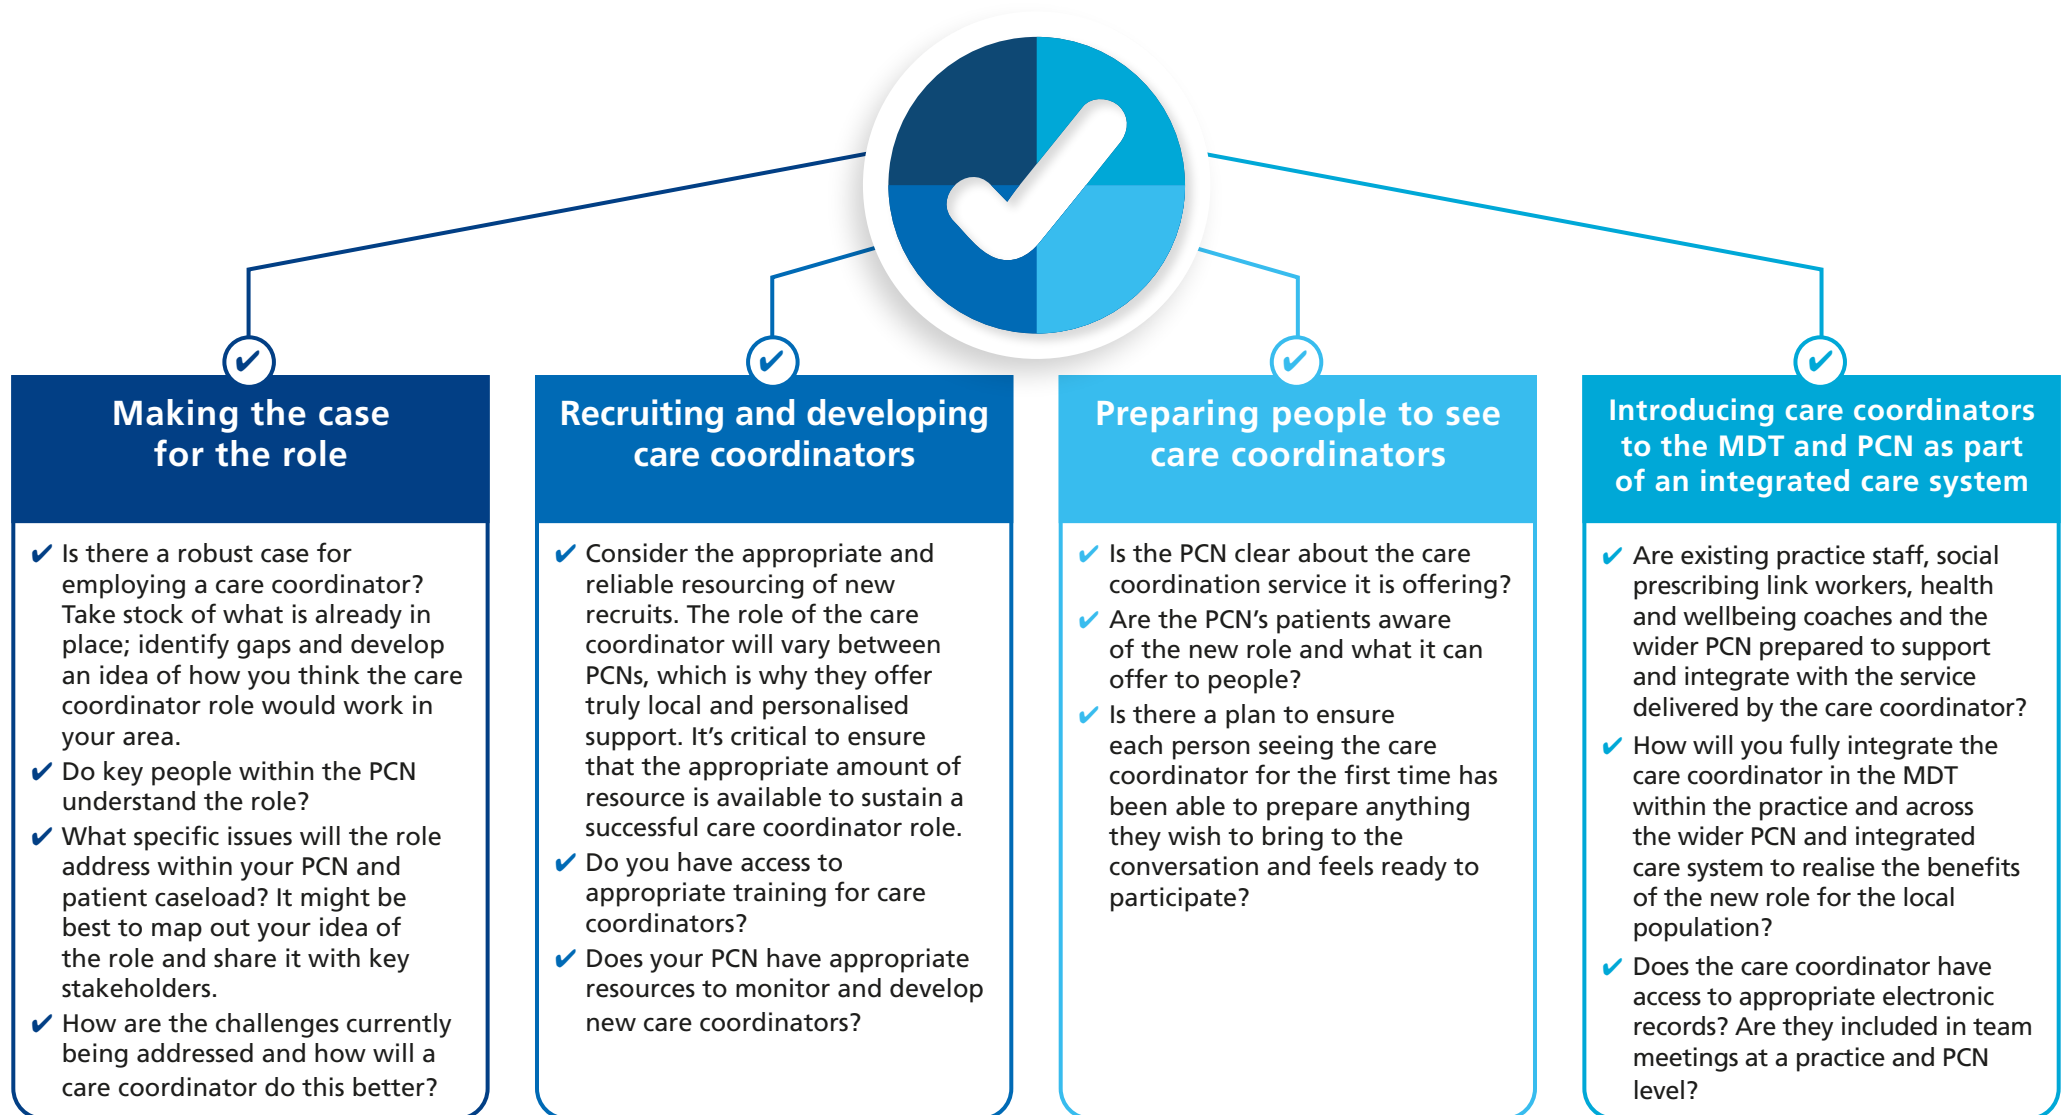 Making the case
for the role
✔ Is there a robust case for
employing a care coordinator?
Take stock of what is already in
place; identify gaps and develop
an idea of how you think the care
coordinator role would work in
your area.
✔ Do key people within the PCN
understand the role?
✔ What specific issues will the role
address within your PCN and
patient caseload? It might be
best to map out your idea of
the role and share it with key
stakeholders.
✔ How are the challenges currently
being addressed and how will a
care coordinator do this better?
Recruiting and developing
care coordinators
✔ Consider the appropriate and
reliable resourcing of new
recruits. The role of the care
coordinator will vary between
PCNs, which is why they offer
truly local and personalised
support. It's critical to ensure
that the appropriate amount of
resource is available to sustain a
successful care coordinator role.
✔ Do you have access to
appropriate training for care
coordinators?
✔ Does your PCN have appropriate
resources to monitor and develop
new care coordinators?
Preparing people to see
care coordinators
✔ Is the PCN clear about the care
coordination service it is offering?
✔ Are the PCN's patients aware
of the new role and what it can
offer to people?
✔ Is there a plan to ensure
each person seeing the care
coordinator for the first time has
been able to prepare anything
they wish to bring to the
conversation and feels ready to
participate?
Introducing care coordinators
to the MDT and PCN as part
of an integrated care system
✔ Are existing practice staff, social
prescribing link workers, health
and wellbeing coaches and the
wider PCN prepared to support
and integrate with the service
delivered by the care coordinator?
✔ How will you fully integrate the
care coordinator in the MDT
within the practice and across
the wider PCN and integrated
care system to realise the benefits
of the new role for the local
population?
✔ Does the care coordinator have
access to appropriate electronic
records? Are they included in team
meetings at a practice and PCN
level?